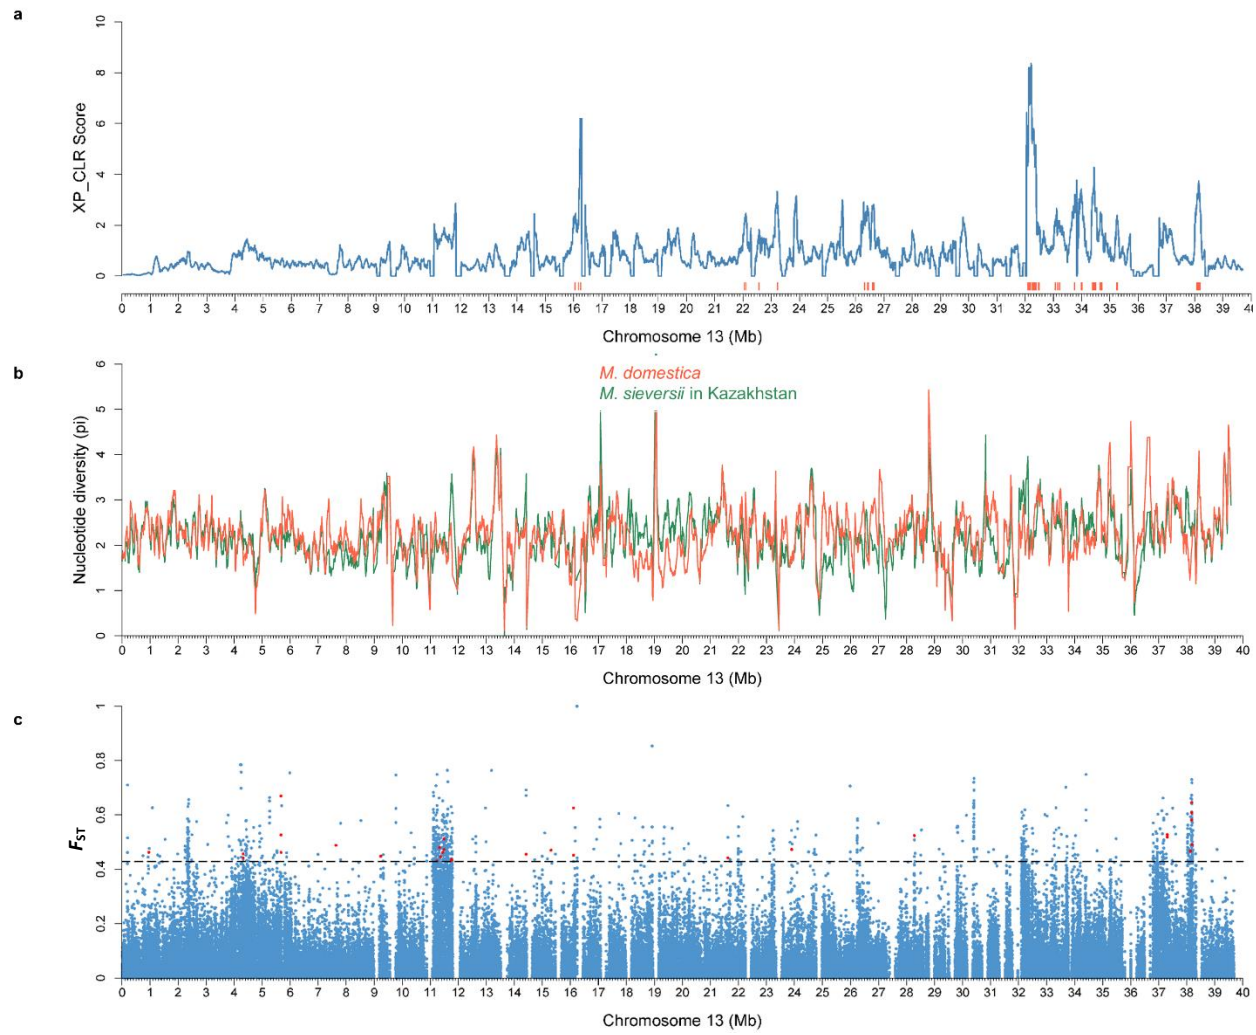 a
XP_CLR Score
10
8
6
4
2
0
0 1 2 3 4 5 6 7 8 9 10 11 12 13 14 15 16 17 18 19 20 21 22 23 24 25 26 27 28 29 30 31 32 33 34 35 36 37 38 39 40
Chromosome 13 (Mb)
b
Nucleotide diversity (pi)
6
5
4
3
2
1
0
M. domestica
M. sieversii in Kazakhstan
0 1 2 3 4 5 6 7 8 9 10 11 12 13 14 15 16 17 18 19 20 21 22 23 24 25 26 27 28 29 30 31 32 33 34 35 36 37 38 39 40
Chromosome 13 (Mb)
c
FST
1
0.8
0.6
0.4
0.2
0
0 1 2 3 4 5 6 7 8 9 10 11 12 13 14 15 16 17 18 19 20 21 22 23 24 25 26 27 28 29 30 31 32 33 34 35 36 37 38 39 40
Chromosome 13 (Mb)